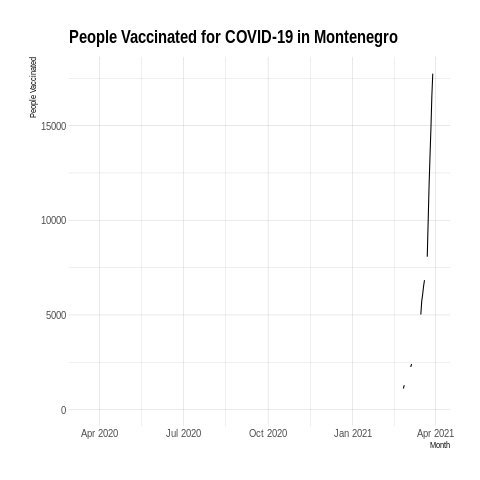 People Vaccinated for COVID-19 in Montenegro
People Vaccinated
15000
10000
5000
0
Apr 2020 Jul 2020 Oct 2020 Jan 2021 Apr 2021
Month